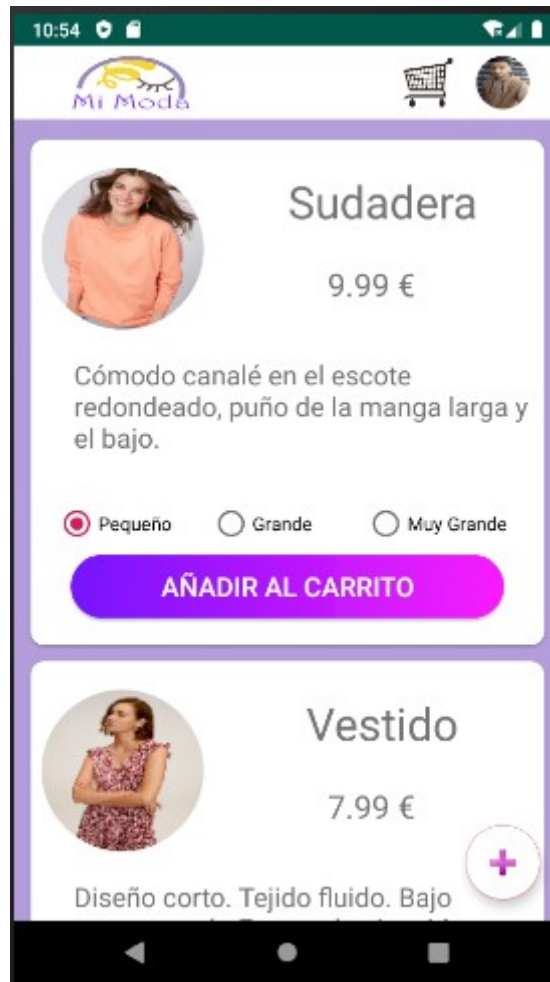 10:54
Mi Moda
Sudadera
9.99 €
Cómodo canalé en el escote
redondeado, puño de la manga larga y
el bajo.
Pequeño Grande Muy Grande
AÑADIR AL CARRITO
Vestido
7.99 €
+
Diseño corto. Tejido fluido. Bajo